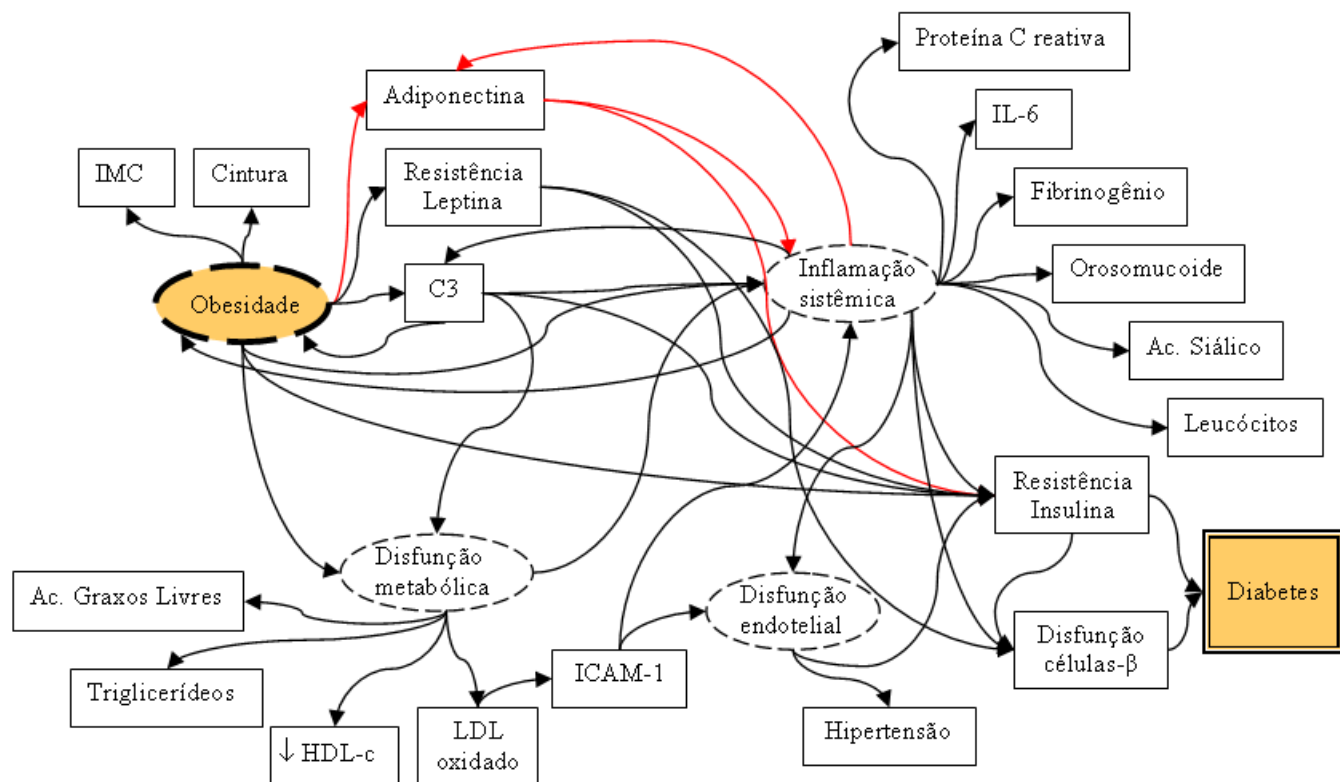 Proteína C reativa
Adiponectina
IL-6
IMC
Cintura
Resistência
Leptina
Fibrinogênio
Inflamação
sistêmica
Orosomucoide
C3
Obesidade
Ac. Siálico
Leucócitos
Resistência
Insulina
Disfunção
metabólica
Ac. Graxos Livres
Disfunção
endotelial
Diabetes
Disfunção
células-β
ICAM-1
Triglicerídeos
↓ HDL-c
LDL
oxidado
Hipertensão